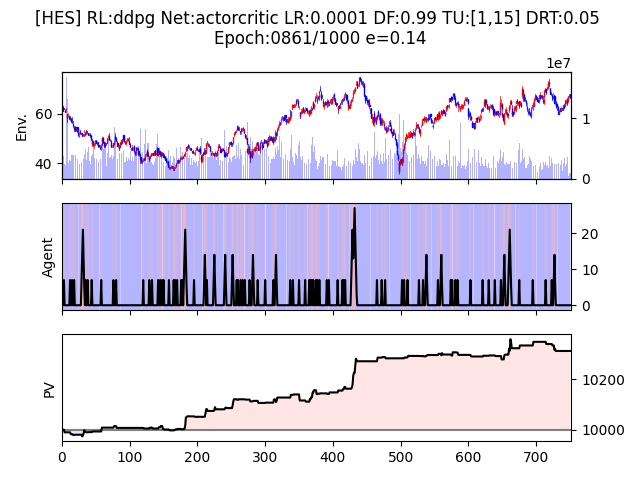 [HES] RL:ddpg Net:actorcritic LR:0.0001 DF:0.99 TU:[1,15] DRT:0.05
Epoch:0861/1000 e=0.14
1e7
Env.
60
40
1
0
Agent
20
10
0
PV
10200
10000
0 100 200 300 400 500 600 700